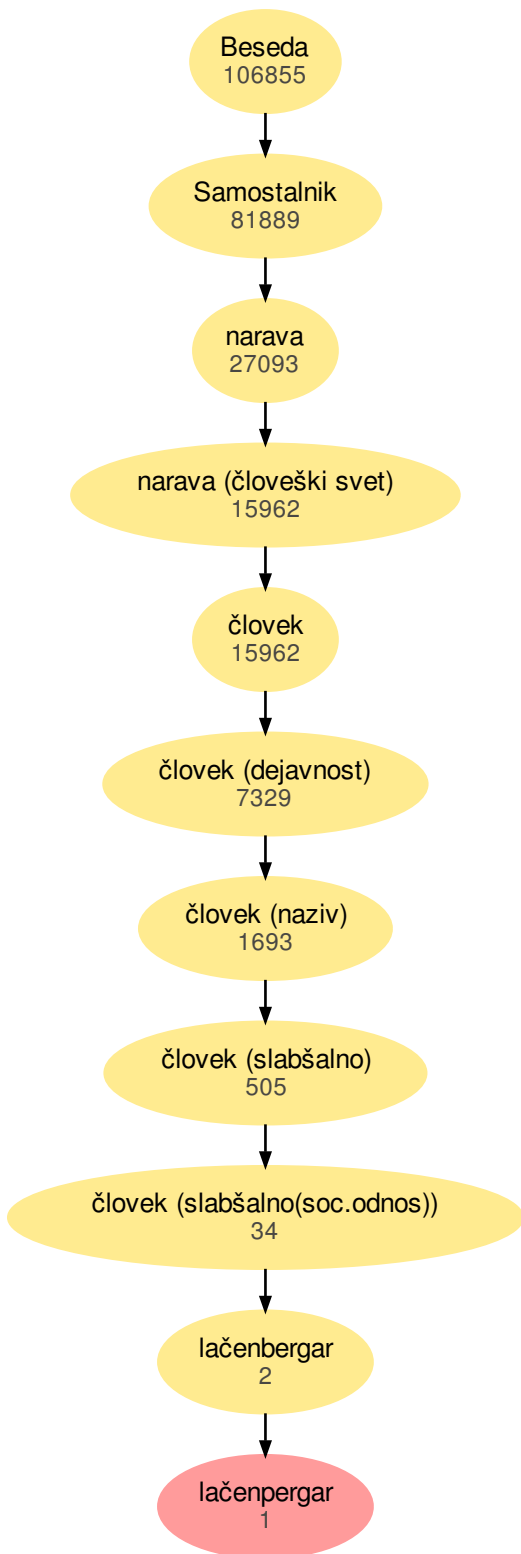 Beseda
106855
Samostalnik
81889
narava
27093
narava (človeški svet)
15962
človek
15962
človek (dejavnost)
7329
človek (naziv)
1693
človek (slabšalno)
505
človek (slabšalno(soc.odnos))
34
lačenbergar
2
lačenpergar
1